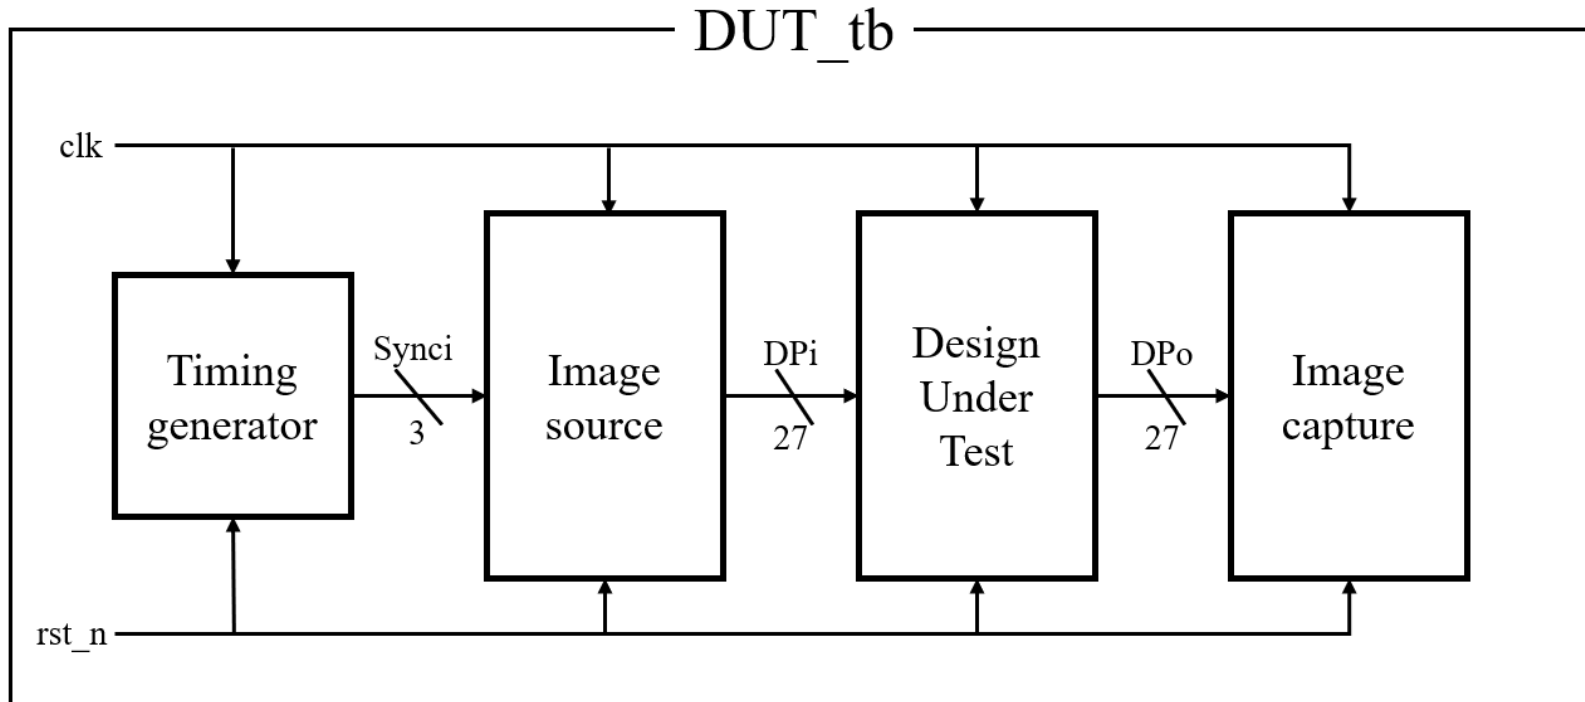 DUT_tb
clk
Timing
generator
Synci
3
Image
source
DPi
27
Design
Under
Test
DPo
27
Image
capture
rst_n